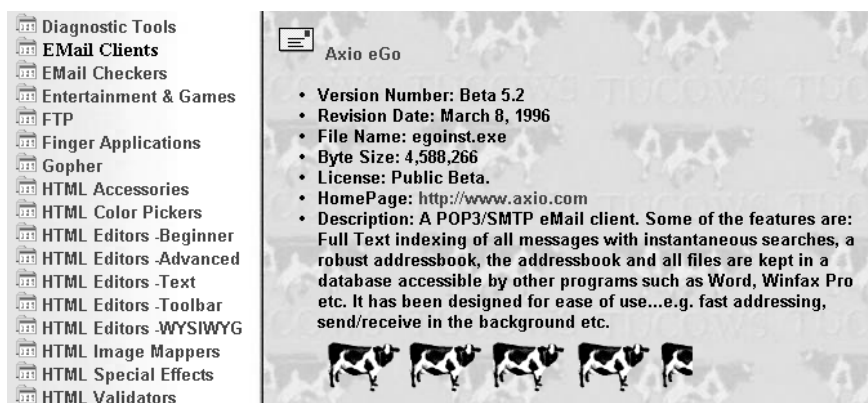 Diagnostic Tools
EMail Clients
EMail Checkers
Entertainment & Games
FTP
Finger Applications
Gopher
HTML Accessories
HTML Color Pickers
HTML Editors -Beginner
HTML Editors -Advanced
HTML Editors -Text
HTML Editors -Toolbar
HTML Editors -WYSIWYG
HTML Image Mappers
HTML Special Effects
HTML Validators
Axio eGo
• Version Number: Beta 5.2
• Revision Date: March 8, 1996
• File Name: egoinst.exe
• Byte Size: 4,588,266
• License: Public Beta.
• HomePage: http://www.axio.com
• Description: A POP3/SMTP eMail client. Some of the features are:
Full Text indexing of all messages with instantaneous searches, a
robust addressbook, the addressbook and all files are kept in a
database accessible by other programs such as Word, Winfax Pro
etc. It has been designed for ease of use...e.g. fast addressing,
send/receive in the background etc.
TUCOWS